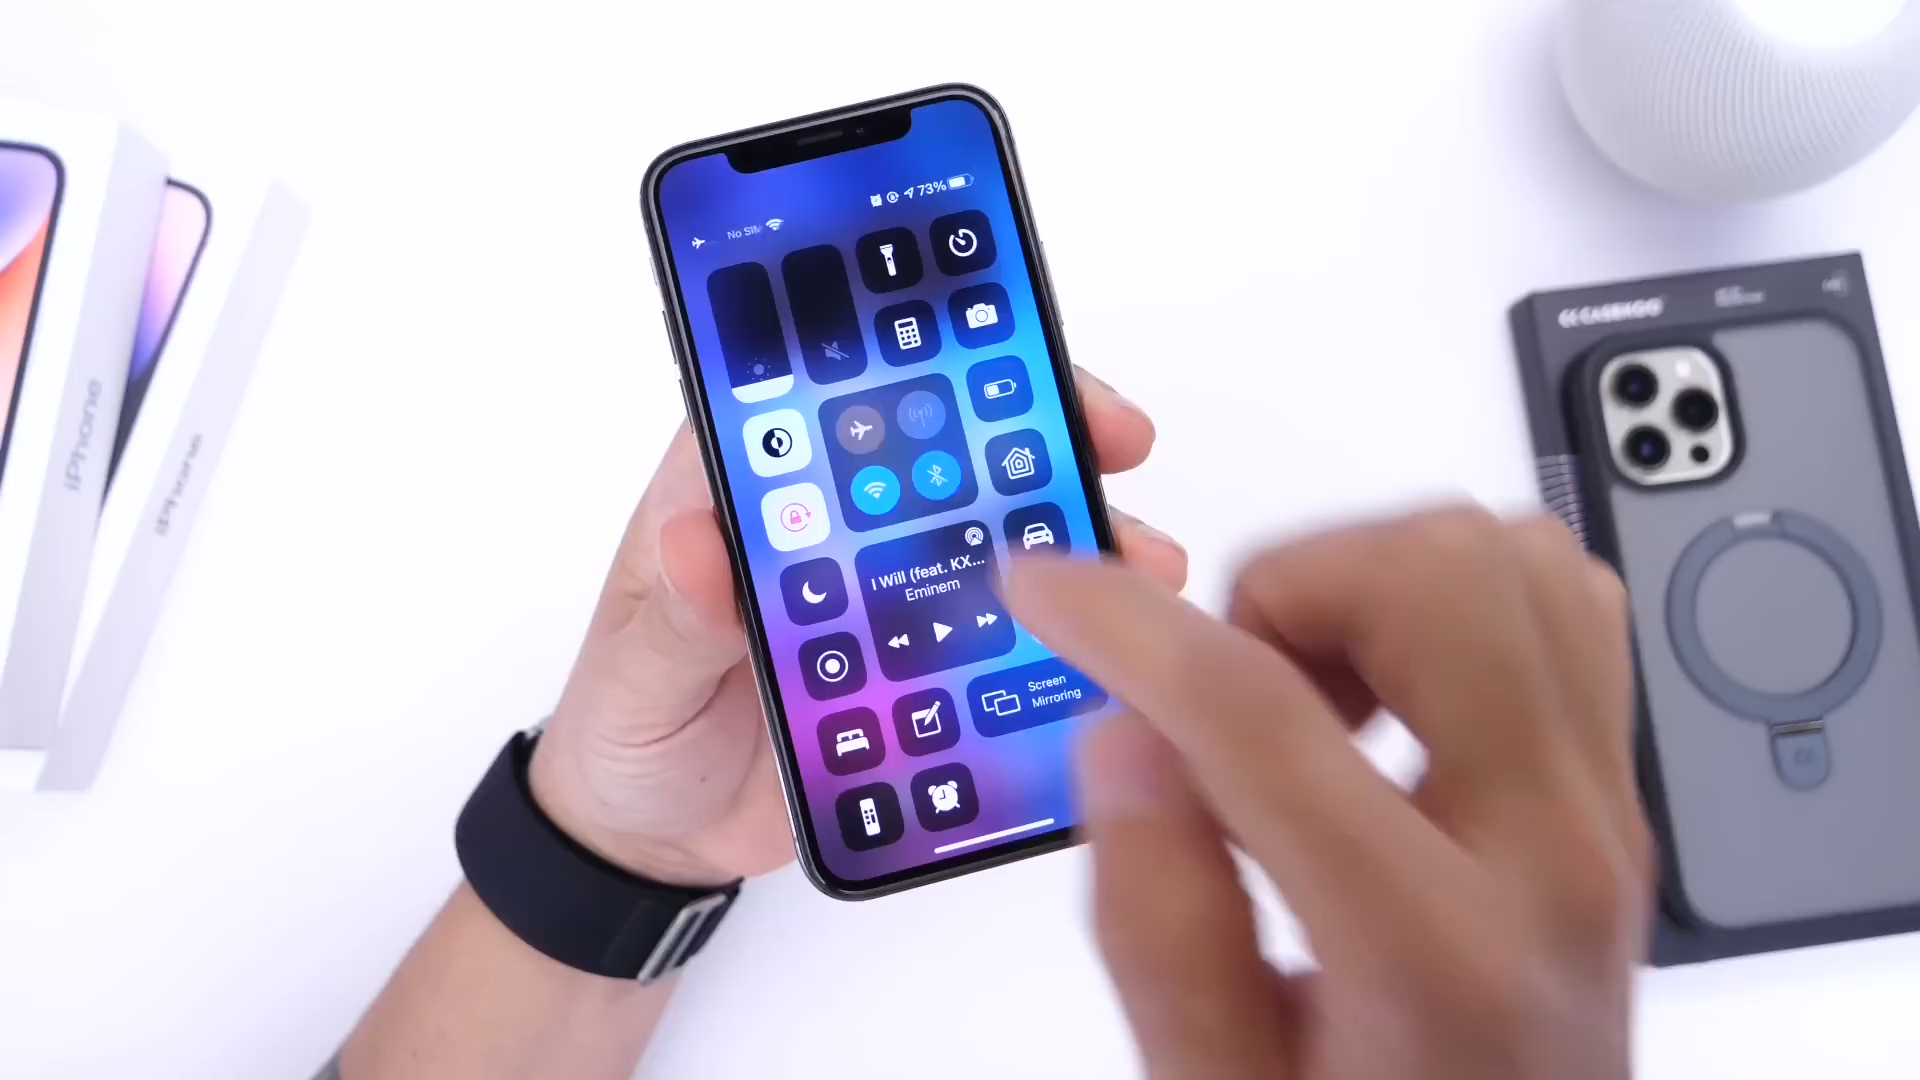 73%
No SIM
I Will (feat. KX...
Eminem
Screen
Mirroring
iPhone
iPhone
CASEKOO